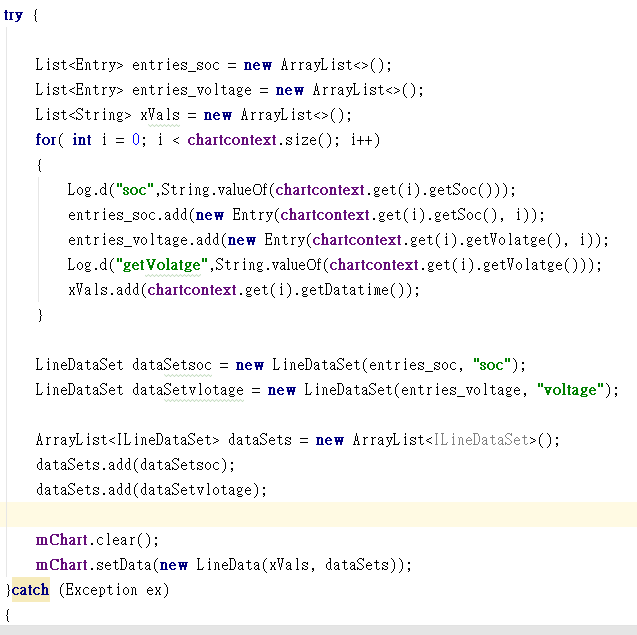 try {
List<Entry> entries_soc = new ArrayList<>();
List<Entry> entries_voltage = new ArrayList<>();
List<String> xVals = new ArrayList<>();
for( int i = 0; i < chartcontext.size(); i++)
{
Log.d("soc",String.valueOf(chartcontext.get(i).getSoc()));
entries_soc.add(new Entry(chartcontext.get(i).getSoc(), i));
entries_voltage.add(new Entry(chartcontext.get(i).getVolatge(), i));
Log.d("getVolatge",String.valueOf(chartcontext.get(i).getVolatge()));
xVals.add(chartcontext.get(i).getDatatime());
}
LineDataSet dataSetsoc = new LineDataSet(entries_soc, "soc");
LineDataSet dataSetvlotage = new LineDataSet(entries_voltage, "voltage");
ArrayList<ILineDataSet> dataSets = new ArrayList<ILineDataSet>();
dataSets.add(dataSetsoc);
dataSets.add(dataSetvlotage);
mChart.clear();
mChart.setData(new LineData(xVals, dataSets));
}catch (Exception ex)
{